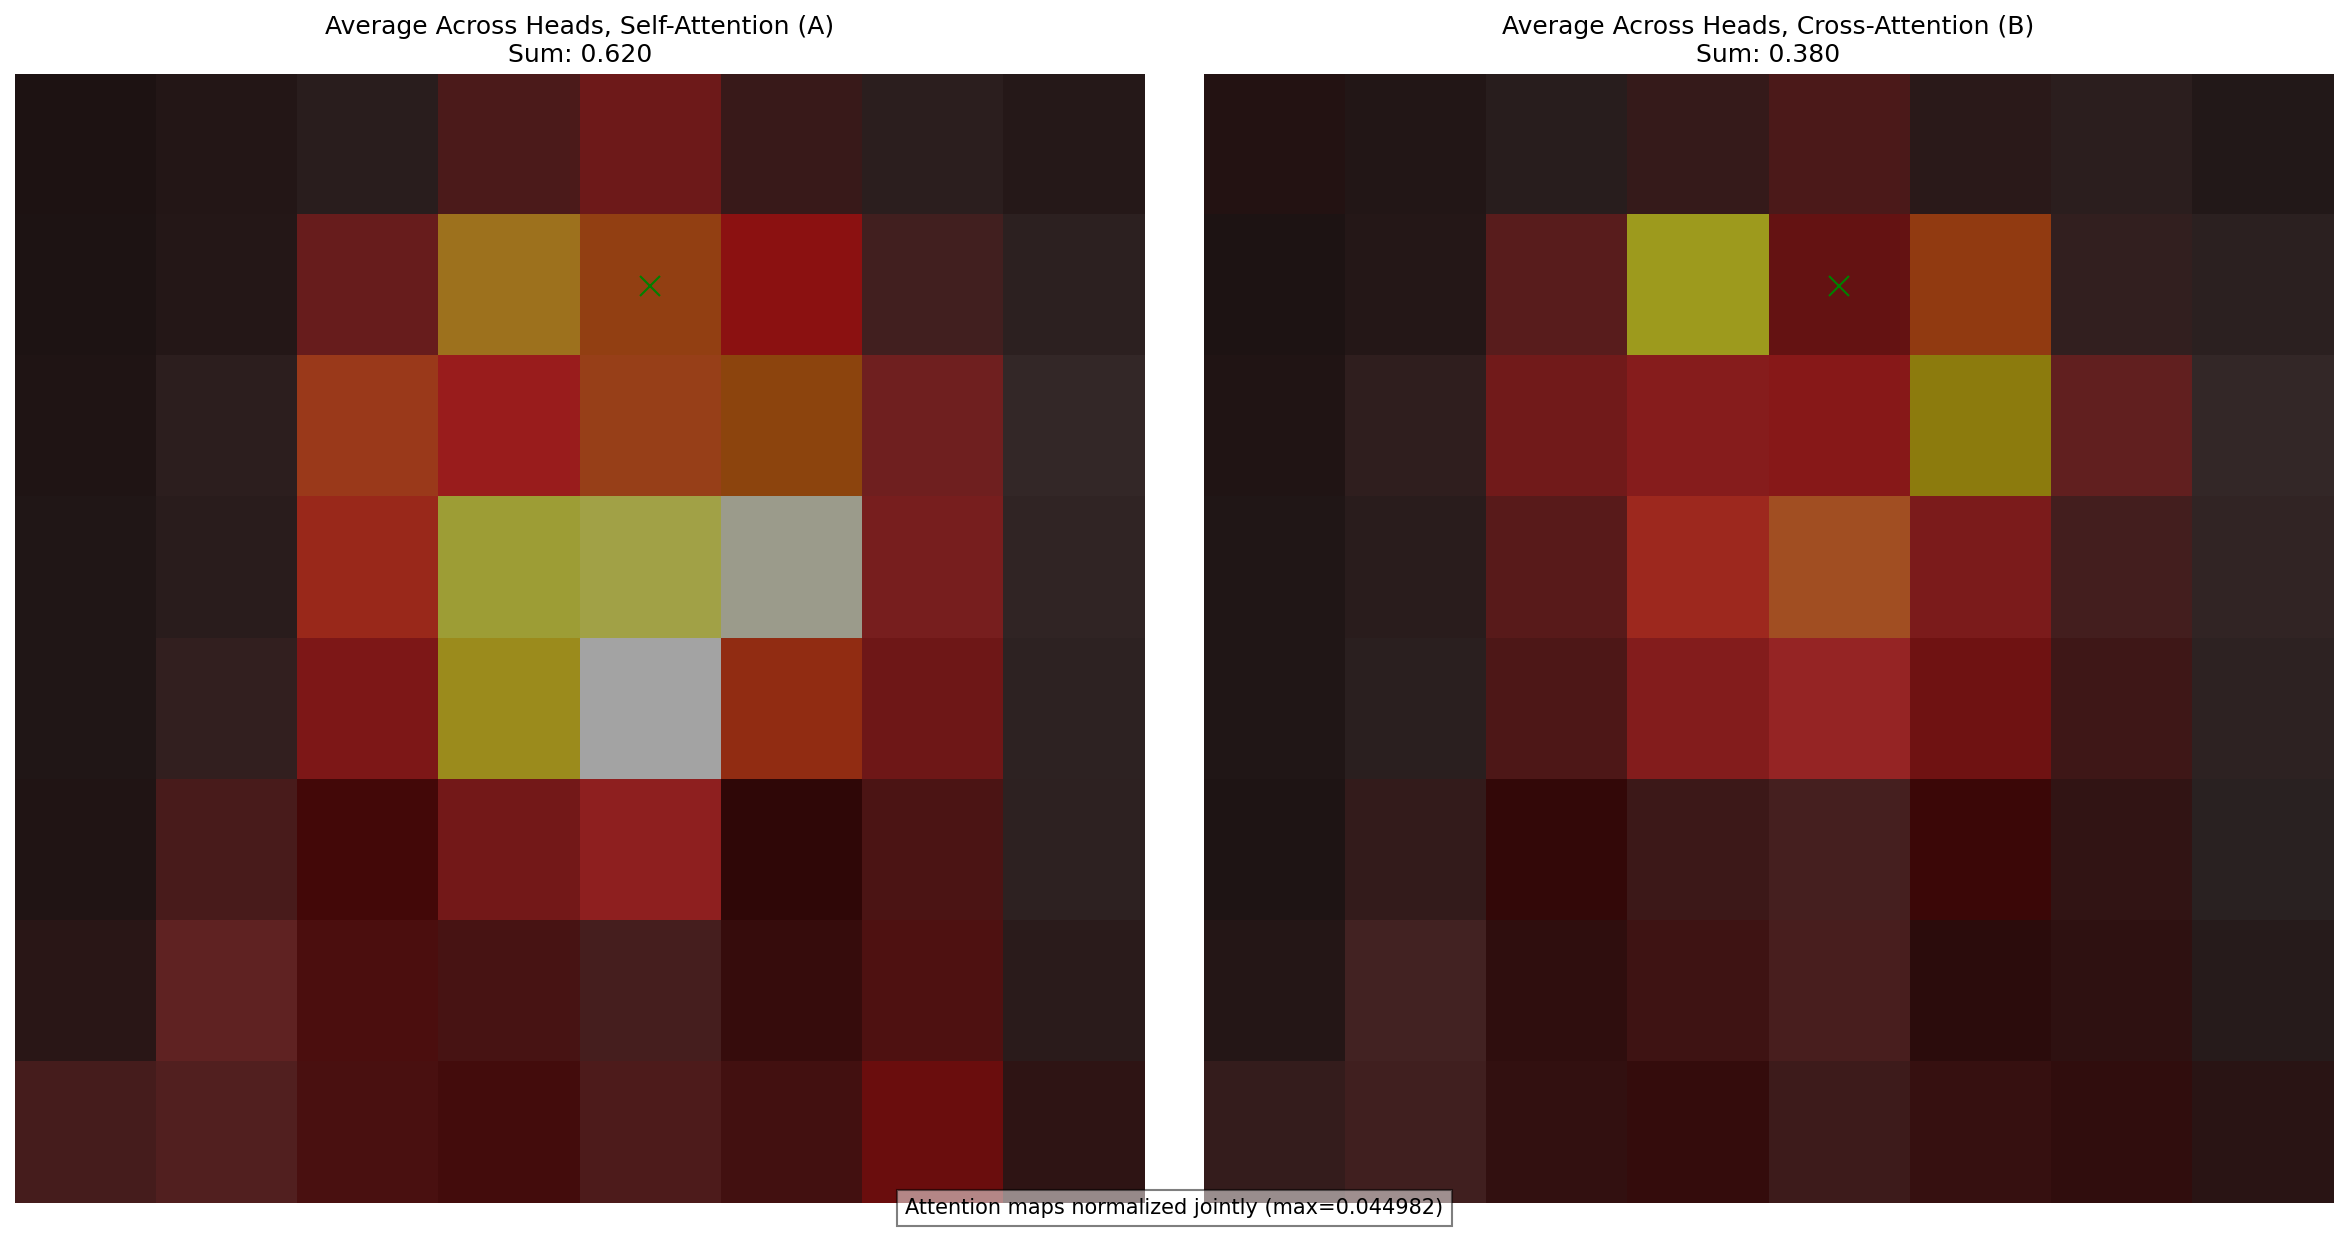 Average Across Heads, Self-Attention (A)
Sum: 0.620
Average Across Heads, Cross-Attention (B)
Sum: 0.380
Attention maps normalized jointly (max=0.044982)